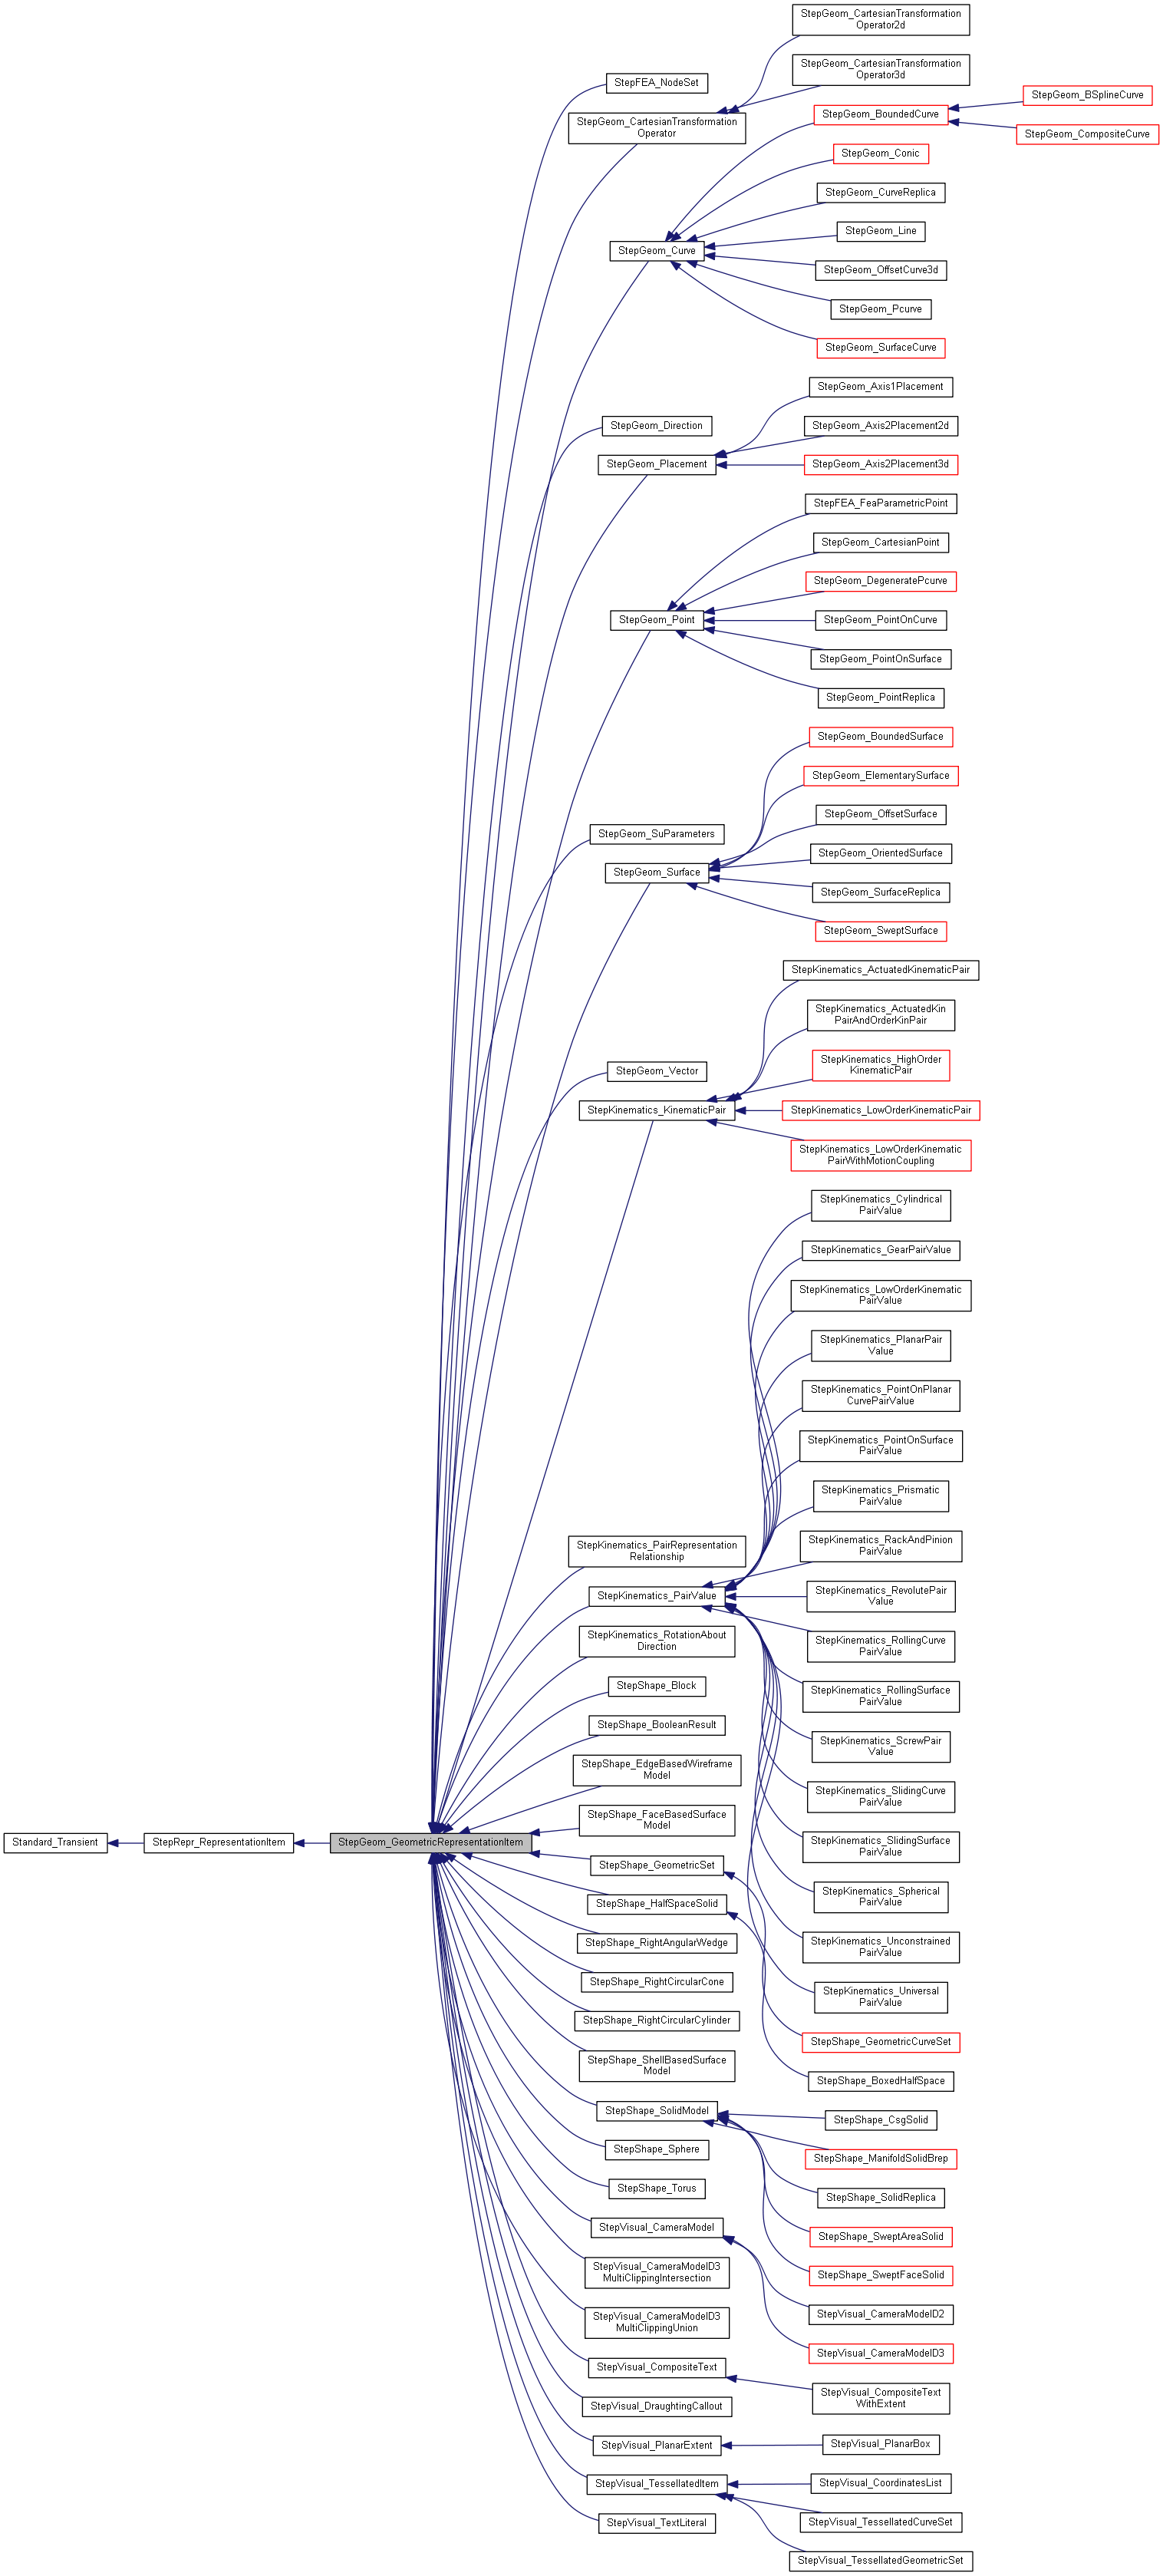 StepGeom_CartesianTransformation
Operator2d
StepGeom_CartesianTransformation
Operator3d
StepFEA_NodeSet
StepGeom_CartesianTransformation
Operator
StepGeom_BSplineCurve
StepGeom_BoundedCurve
StepGeom_CompositeCurve
StepGeom_Conic
StepGeom_CurveReplica
StepGeom_Line
StepGeom_Curve
StepGeom_OffsetCurve3d
StepGeom_Pcurve
StepGeom_SurfaceCurve
StepGeom_Axis1Placement
StepGeom_Direction
StepGeom_Axis2Placement2d
StepGeom_Placement
StepGeom_Axis2Placement3d
StepFEA_FeaParametricPoint
StepGeom_CartesianPoint
StepGeom_DegeneratePcurve
StepGeom_Point
StepGeom_PointOnCurve
StepGeom_PointOnSurface
StepGeom_PointReplica
StepGeom_BoundedSurface
StepGeom_ElementarySurface
StepGeom_OffsetSurface
StepGeom_SuParameters
StepGeom_OrientedSurface
StepGeom_Surface
StepGeom_SurfaceReplica
StepGeom_SweptSurface
StepKinematics_ActuatedKinematicPair
StepKinematics_ActuatedKin
PairAndOrderKinPair
StepGeom_Vector
StepKinematics_HighOrder
KinematicPair
StepKinematics_KinematicPair
StepKinematics_LowOrderKinematicPair
StepKinematics_LowOrderKinematic
PairWithMotionCoupling
StepKinematics_Cylindrical
PairValue
StepKinematics_GearPairValue
StepKinematics_LowOrderKinematic
PairValue
StepKinematics_PlanarPair
Value
StepKinematics_PointOnPlanar
CurvePairValue
StepKinematics_PointOnSurface
PairValue
StepKinematics_Prismatic
PairValue
StepKinematics_PairRepresentation
Relationship
StepKinematics_RackAndPinion
PairValue
StepKinematics_PairValue
StepKinematics_RevolutePair
Value
StepKinematics_RotationAbout
Direction
StepKinematics_RollingCurve
PairValue
StepShape_Block
StepKinematics_RollingSurface
PairValue
StepShape_BooleanResult
StepKinematics_ScrewPair
Value
StepShape_EdgeBasedWireframe
Model
StepKinematics_SlidingCurve
PairValue
StepShape_FaceBasedSurface
Model
StepKinematics_SlidingSurface
PairValue
Standard_Transient
StepRepr_RepresentationItem
StepGeom_GeometricRepresentationItem
StepShape_GeometricSet
StepKinematics_Spherical
PairValue
StepShape_HalfSpaceSolid
StepShape_RightAngularWedge
StepKinematics_Unconstrained
PairValue
StepShape_RightCircularCone
StepKinematics_Universal
PairValue
StepShape_RightCircularCylinder
StepShape_GeometricCurveSet
StepShape_ShellBasedSurface
Model
StepShape_BoxedHalfSpace
StepShape_SolidModel
StepShape_CsgSolid
StepShape_Sphere
StepShape_ManifoldSolidBrep
StepShape_Torus
StepShape_SolidReplica
StepVisual_CameraModel
StepShape_SweptAreaSolid
StepVisual_CameraModelD3
MultiClippingIntersection
StepShape_SweptFaceSolid
StepVisual_CameraModelD3
MultiClippingUnion
StepVisual_CameraModelD2
StepVisual_CameraModelD3
StepVisual_CompositeText
StepVisual_CompositeText
WithExtent
StepVisual_DraughtingCallout
StepVisual_PlanarExtent
StepVisual_PlanarBox
StepVisual_TessellatedItem
StepVisual_CoordinatesList
StepVisual_TextLiteral
StepVisual_TessellatedCurveSet
StepVisual_TessellatedGeometricSet